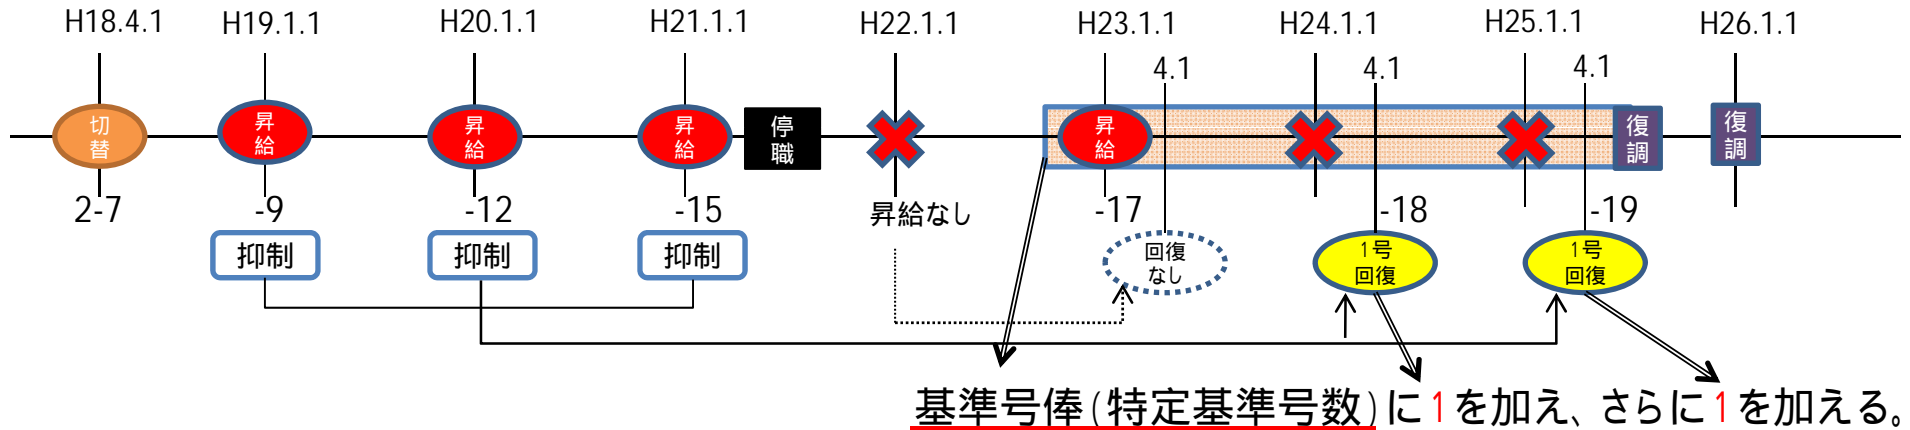 H18.4.1 H19.1.1 H20.1.1 H21.1.1 H22.1.1 H23.1.1 H24.1.1 H25.1.1 H26.1.1
4.1 4.1 4.1
切替 昇給 昇給 昇給 停職 昇給 復調 復調
2-7 -9 -12 -15 昇給なし -17 -18 -19
抑制 抑制 抑制 回復なし 1号回復 1号回復
基準号俸(特定基準号数)に1を加え、さらに1を加える。